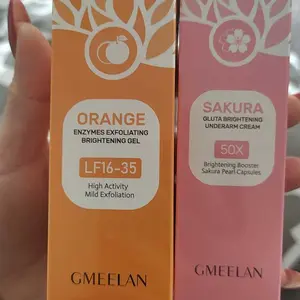 ORANGE
ENZYMES EXFOLIATING
BRIGHTENING GEL
LF16-35
High Activity
Mild Exfoliation
GMEELAN
SAKURA
GLUTA BRIGHTENING
UNDERARM CREAM
50X
Brightening Booster
Sakura Pearl Capsules
GMEELAN